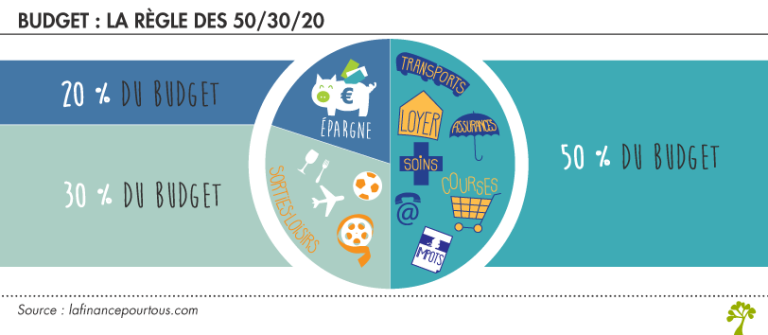 BUDGET : LA RÈGLE DES 50/30/20
20 % DU BUDGET
30 % DU BUDGET
€
ÉPARGNE
SORTIES-LOISIRS
TRANSPORTS
LOYER
ASSURANCES
SOINS
COURSES
@
IMPOTS
50 % DU BUDGET
Source : lafinancepourtous.com